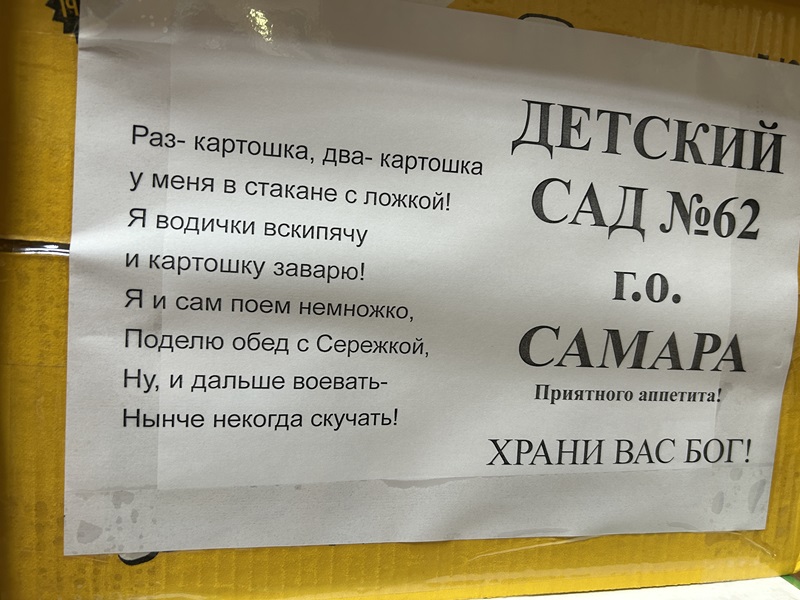 Раз- картошка, два- картошка
у меня в стакане с ложкой!
Я водички вскипячу
и картошку заварю!
Я и сам поем немножко,
Поделю обед с Сережкой,
Ну, и дальше воевать-
Нынче некогда скучать!
ДЕТСКИЙ
САД №62
г.о.
САМАРА
Приятного аппетита!
ХРАНИ ВАС БОГ!